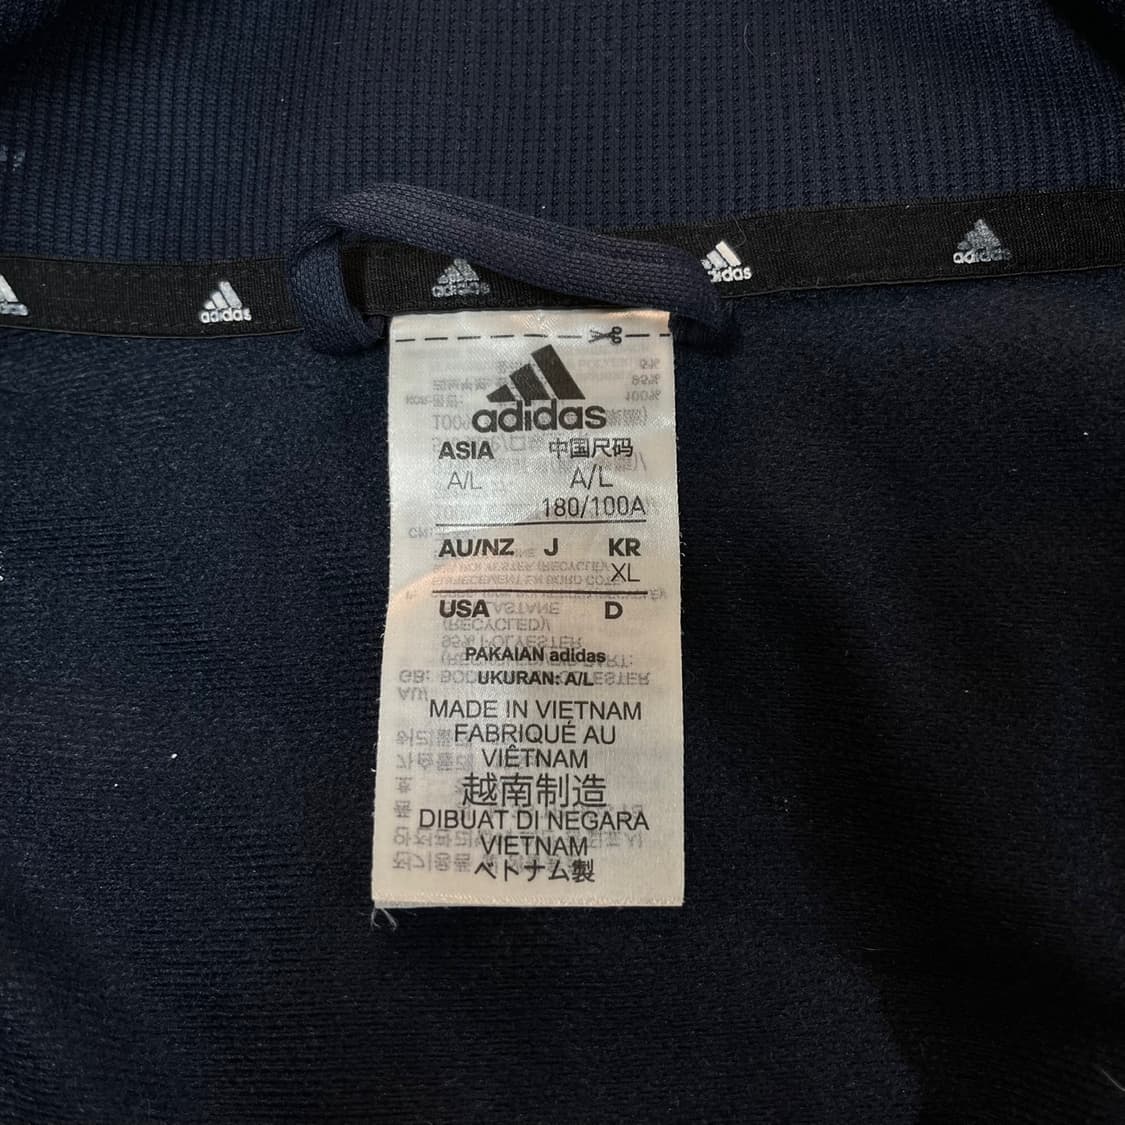 adidas
adidas
adidas
adidas
adidas
ASIA 中国尺码
A/L A/L
180/100A
AU/NZ J KR
XL
USA D
PAKAIAN adidas
UKURAN: A/L
MADE IN VIETNAM
FABRIQUÉ AU
VIÊTNAM
越南制造
DIBUAT DI NEGARA
VIETNAM
ベトナム製